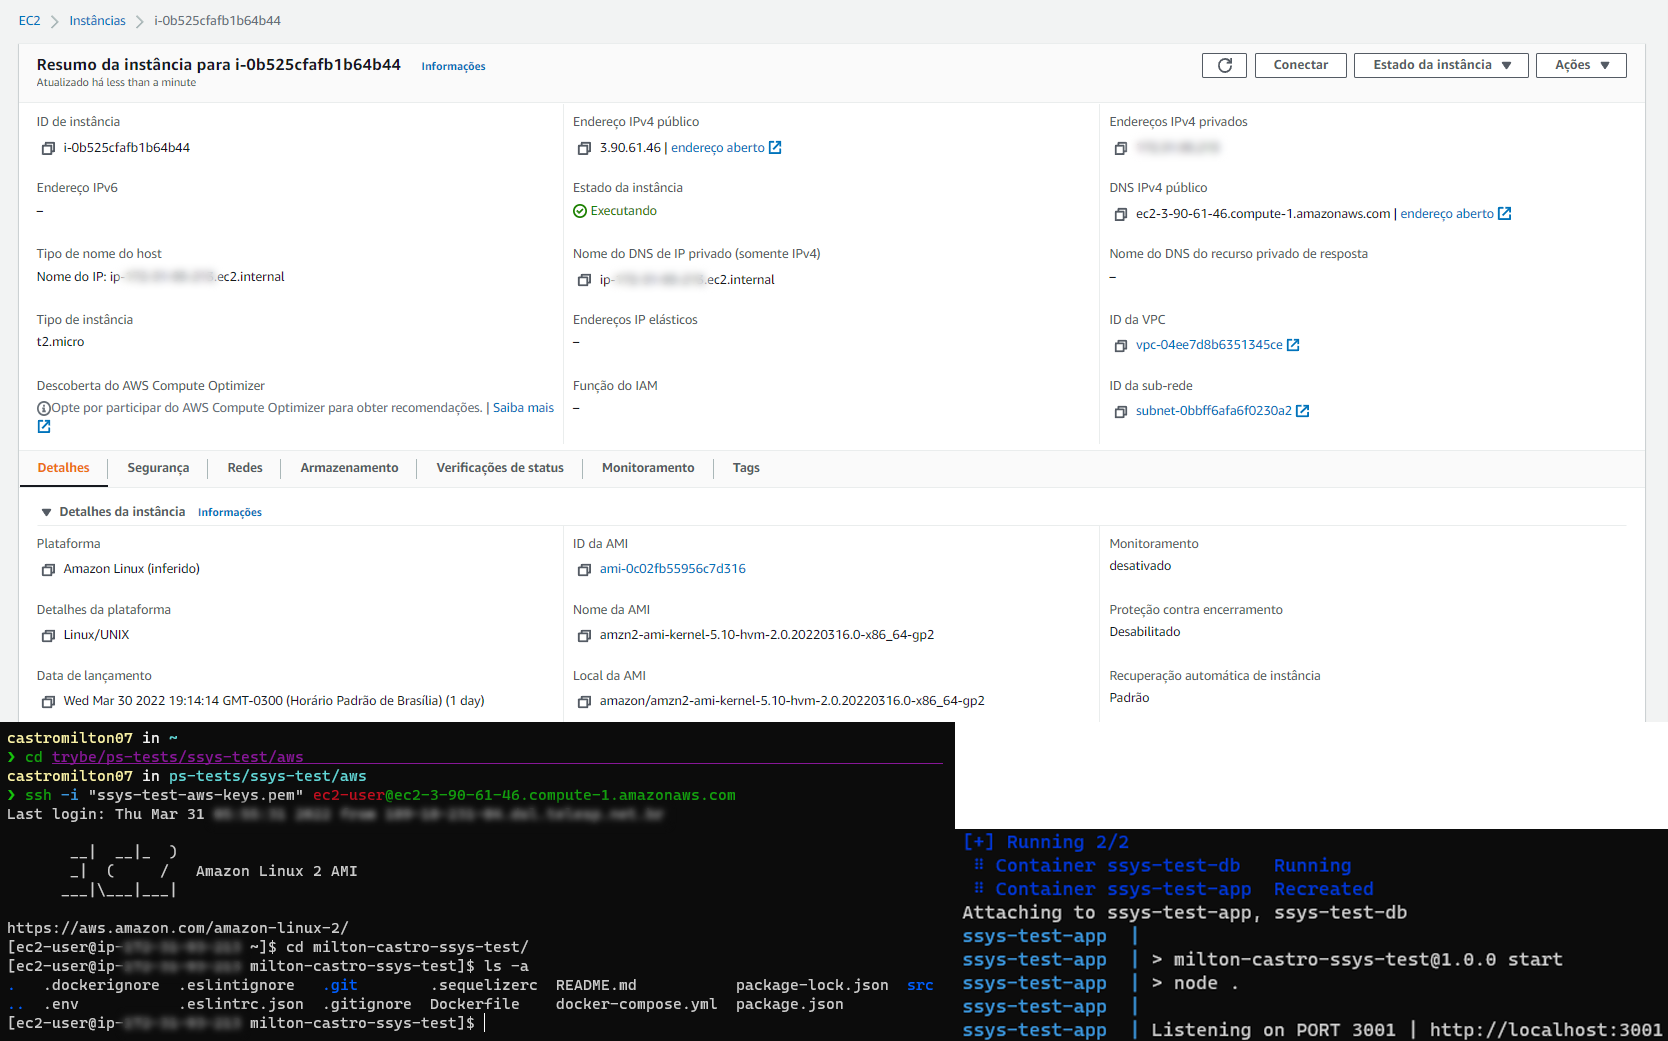 EC2 > Instâncias > i-0b525cfafb1b64b44
Resumo da instância para i-0b525cfafb1b64b44 Informações
Atualizado há less than a minute
Conectar Estado da instância Ações
ID de instância
i-0b525cfafb1b64b44
Endereço IPv4 público
3.90.61.46 | endereço aberto
Endereços IPv4 privados
Endereço IPv6
–
Estado da instância
Executando
DNS IPv4 público
ec2-3-90-61-46.compute-1.amazonaws.com | endereço aberto
Tipo de nome do host
Nome do IP: ip- .ec2.internal
Nome do DNS de IP privado (somente IPv4)
ip- .ec2.internal
Nome do DNS do recurso privado de resposta
–
Tipo de instância
t2.micro
Endereços IP elásticos
–
ID da VPC
vpc-04ee7d8b6351345ce
Descoberta do AWS Compute Optimizer
Opte por participar do AWS Compute Optimizer para obter recomendações. | Saiba mais
Função do IAM
–
ID da sub-rede
subnet-0bbff6afa6f0230a2
Detalhes Segurança Redes Armazenamento Verificações de status Monitoramento Tags
Detalhes da instância Informações
Plataforma
Amazon Linux (inferido)
ID da AMI
ami-0c02fb55956c7d316
Monitoramento
desativado
Detalhes da plataforma
Linux/UNIX
Nome da AMI
amzn2-ami-kernel-5.10-hvm-2.0.20220316.0-x86_64-gp2
Proteção contra encerramento
Desabilitado
Data de lançamento
Wed Mar 30 2022 19:14:14 GMT-0300 (Horário Padrão de Brasília) (1 day)
Local da AMI
amazon/amzn2-ami-kernel-5.10-hvm-2.0.20220316.0-x86_64-gp2
Recuperação automática de instância
Padrão
castromilton07 in ~
❯ cd trybe/ps-tests/ssys-test/aws
castromilton07 in ps-tests/ssys-test/aws
❯ ssh -i "ssys-test-aws-keys.pem" ec2-user@ec2-3-90-61-46.compute-1.amazonaws.com
Last login: Thu Mar 31
__| __|_ )
_| ( / Amazon Linux 2 AMI
___|\___|___|
https://aws.amazon.com/amazon-linux-2/
[ec2-user@ip- ~]$ cd milton-castro-ssys-test/
[ec2-user@ip- milton-castro-ssys-test]$ ls -a
. .dockerignore .eslintignore .git .sequelizerc README.md package-lock.json src
.. .env .eslintrc.json .gitignore Dockerfile docker-compose.yml package.json
[ec2-user@ip- milton-castro-ssys-test]$
[+] Running 2/2
⠿ Container ssys-test-db Running
⠿ Container ssys-test-app Recreated
Attaching to ssys-test-app, ssys-test-db
ssys-test-app |
ssys-test-app | > milton-castro-ssys-test@1.0.0 start
ssys-test-app | > node .
ssys-test-app |
ssys-test-app | Listening on PORT 3001 | http://localhost:3001